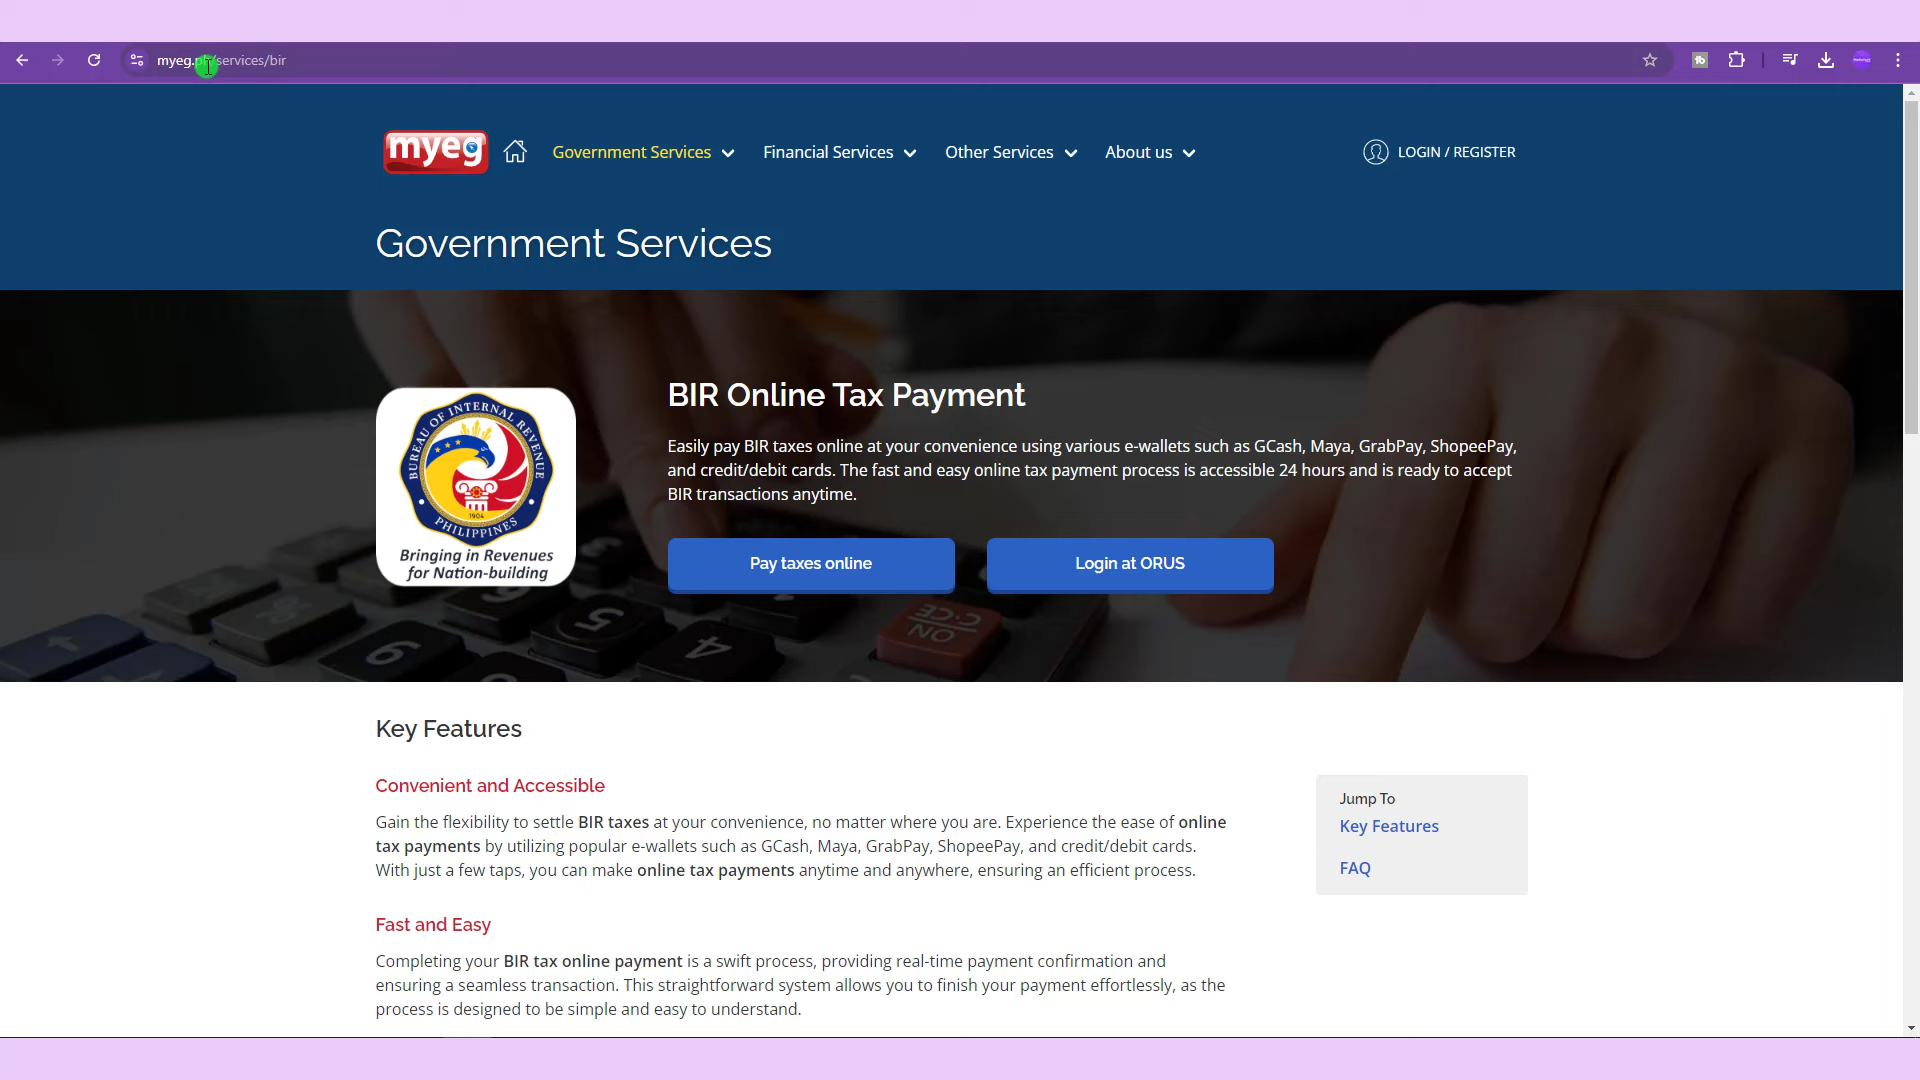 myeg.ph/services/bir
myeg
Government Services
Financial Services
Other Services
About us
LOGIN / REGISTER
Government Services
BUREAU OF INTERNAL REVENUE
1904
PHILIPPINES
Bringing in Revenues
for Nation-building
BIR Online Tax Payment
Easily pay BIR taxes online at your convenience using various e-wallets such as GCash, Maya, GrabPay, ShopeePay,
and credit/debit cards. The fast and easy online tax payment process is accessible 24 hours and is ready to accept
BIR transactions anytime.
Pay taxes online
Login at ORUS
%
9
6
5
4
C·CE
ON
Key Features
Convenient and Accessible
Gain the flexibility to settle BIR taxes at your convenience, no matter where you are. Experience the ease of online
tax payments by utilizing popular e-wallets such as GCash, Maya, GrabPay, ShopeePay, and credit/debit cards.
With just a few taps, you can make online tax payments anytime and anywhere, ensuring an efficient process.
Jump To
Key Features
FAQ
Fast and Easy
Completing your BIR tax online payment is a swift process, providing real-time payment confirmation and
ensuring a seamless transaction. This straightforward system allows you to finish your payment effortlessly, as the
process is designed to be simple and easy to understand.